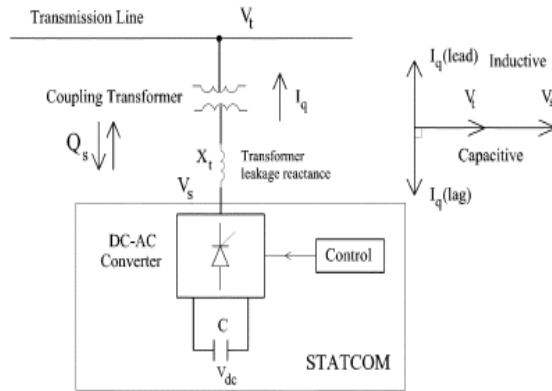 Transmission Line
V_t
Coupling Transformer
I_q
Q_s
X_t
Transformer
leakage reactance
V_s
DC-AC
Converter
Control
C
V_dc
STATCOM
I_q(lead)
Inductive
V_t
V_s
Capacitive
I_q(lag)